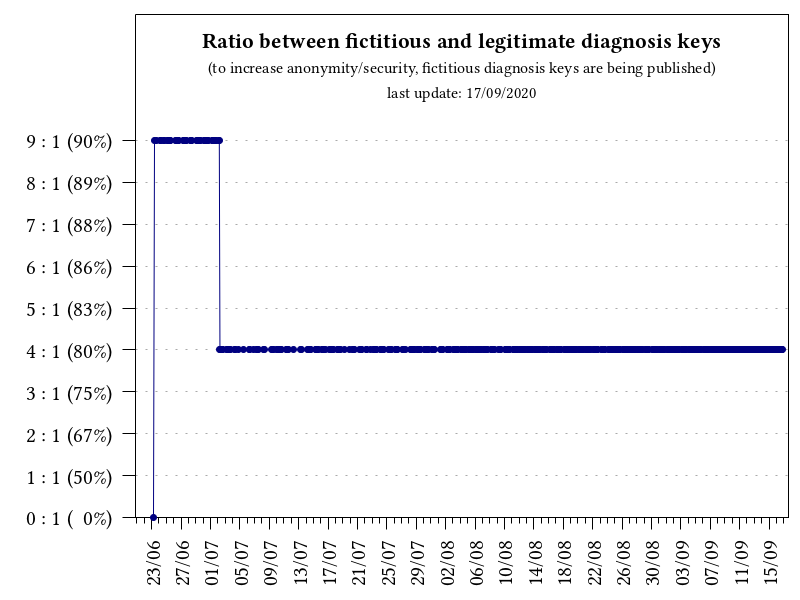 Ratio between fictitious and legitimate diagnosis keys
(to increase anonymity/security, fictitious diagnosis keys are being published)
last update: 17/09/2020
9 : 1 (90%)
8 : 1 (89%)
7 : 1 (88%)
6 : 1 (86%)
5 : 1 (83%)
4 : 1 (80%)
3 : 1 (75%)
2 : 1 (67%)
1 : 1 (50%)
0 : 1 (  0%)
23/06
27/06
01/07
05/07
09/07
13/07
17/07
21/07
25/07
29/07
02/08
06/08
10/08
14/08
18/08
22/08
26/08
30/08
03/09
07/09
11/09
15/09